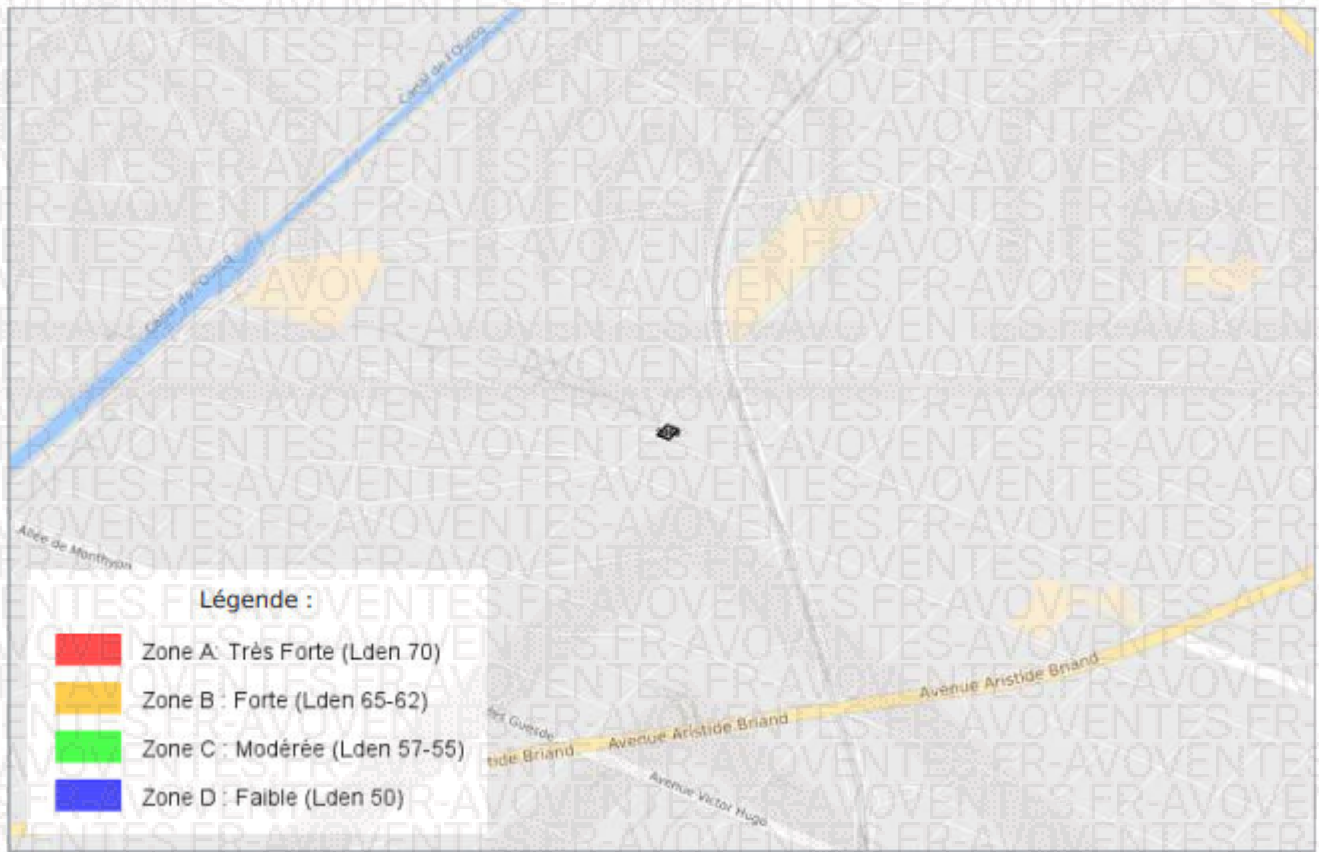 Canal de l'Ourcq
Canal de l'Ourcq
Allée de Monthyon
Légende :
Zone A: Très Forte (Lden 70)
Zone B : Forte (Lden 65-62)
Zone C : Modérée (Lden 57-55)
Zone D : Faible (Lden 50)
Avenue Aristide Briand
Guesde
Avenue Aristide Briand
tide Briand
Avenue Victor Hugo
AVOVENTES.FR-AVOVENTES.FR-AVOVENTES.FR